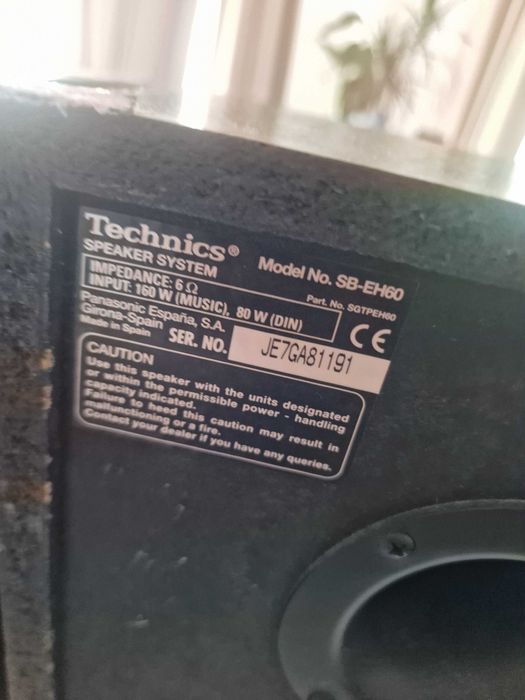 Technics®
SPEAKER SYSTEM
Model No. SB-EH60
IMPEDANCE: 6 Ω
INPUT: 160 W (MUSIC), 80 W (DIN)
Part. No. SGTPEH60
Panasonic España, S.A.
Girona-Spain
Made in Spain
SER. NO. JE7GA81191
CE
CAUTION
Use this speaker with the units designated
or within the permissible power - handling
capacity indicated.
Failure to heed this caution may result in
malfunctioning or a fire.
Contact your dealer if you have any queries.